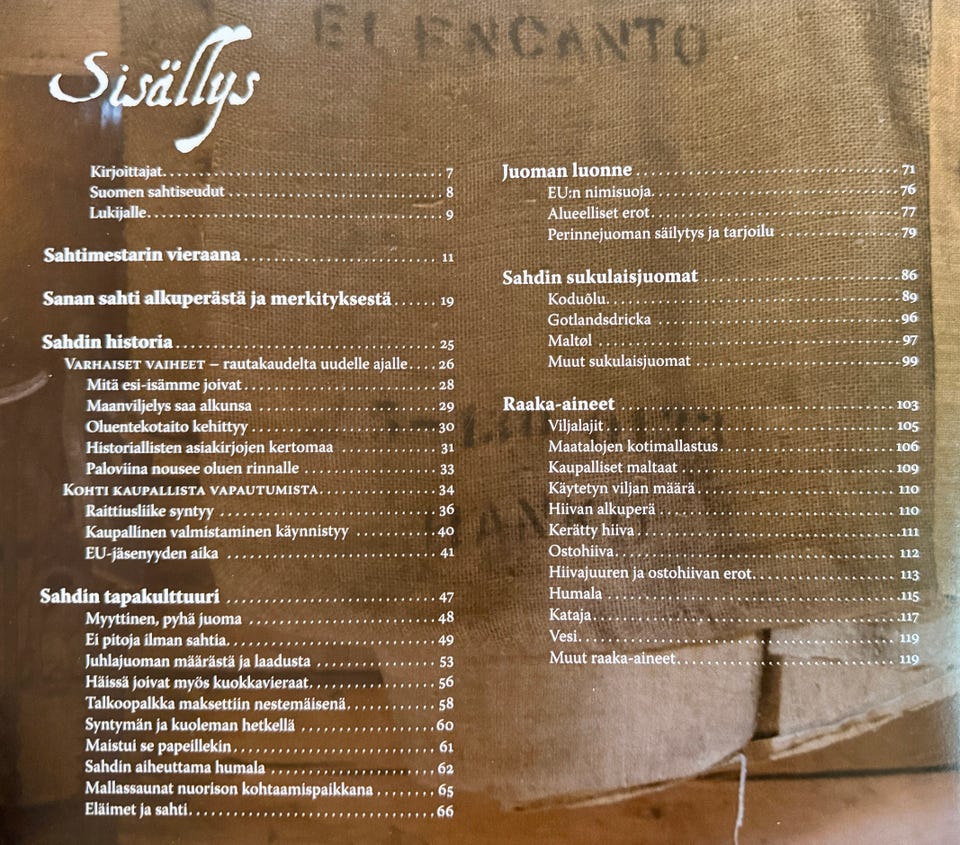 EL ENCANTO
Sisällys
Kirjoittajat........................................7
Suomen sahtiseudut........................................8
Lukijalle........................................9
Sahtimestarin vieraana........................................11
Sanan sahti alkuperästä ja merkityksestä......19
Sahdin historia........................................25
Varhaiset vaiheet – rautakaudelta uudelle ajalle....26
Mitä esi-isämme joivat........................................28
Maanviljelys saa alkunsa........................................29
Oluentekotaito kehittyy........................................30
Historiallisten asiakirjojen kertomaa........................................31
Paloviina nousee oluen rinnalle........................................33
Kohti kaupallista vapautumista........................................34
Raittiusliike syntyy........................................36
Kaupallinen valmistaminen käynnistyy........................................40
EU-jäsenyyden aika........................................41
Sahdin tapakulttuuri........................................47
Myyttinen, pyhä juoma........................................48
Ei pitoja ilman sahtia........................................49
Juhlajuoman määrästä ja laadusta........................................53
Häissä joivat myös kuokkavieraat........................................56
Talkoopalkka maksettiin nestemäisenä........................................58
Syntymän ja kuoleman hetkellä........................................60
Maistui se papeillekin........................................61
Sahdin aiheuttama humala........................................62
Mallassaunat nuorison kohtaamispaikkana........65
Eläimet ja sahti........................................66
Juoman luonne........................................71
EU:n nimisuoja........................................76
Alueelliset erot........................................77
Perinnejuoman säilytys ja tarjoilu........................................79
Sahdin sukulaisjuomat........................................86
Koduõlu........................................89
Gotlandsdricka........................................96
Maltøl........................................97
Muut sukulaisjuomat........................................99
Raaka-aineet........................................103
Viljalajit........................................105
Maatalojen kotimallastus........................................106
Kaupalliset maltaat........................................109
Käytetyn viljan määrä........................................110
Hiivan alkuperä........................................110
Kerätty hiiva........................................111
Ostohiiva........................................112
Hiivajuuren ja ostohiivan erot........................................113
Humala........................................115
Kataja........................................117
Vesi........................................119
Muut raaka-aineet........................................119